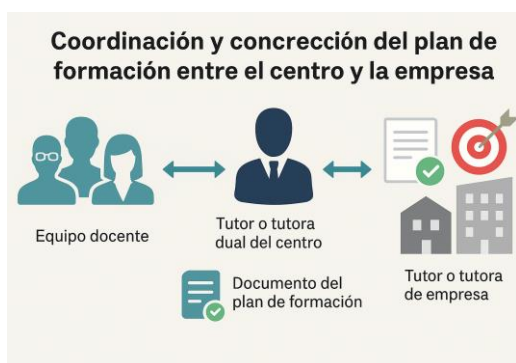 Coordinación y concrección del plan de
formación entre el centro y la empresa
Equipo docente
Tutor o tutora
dual del centro
Documento del
plan de formación
Tutor o tutora
de empresa